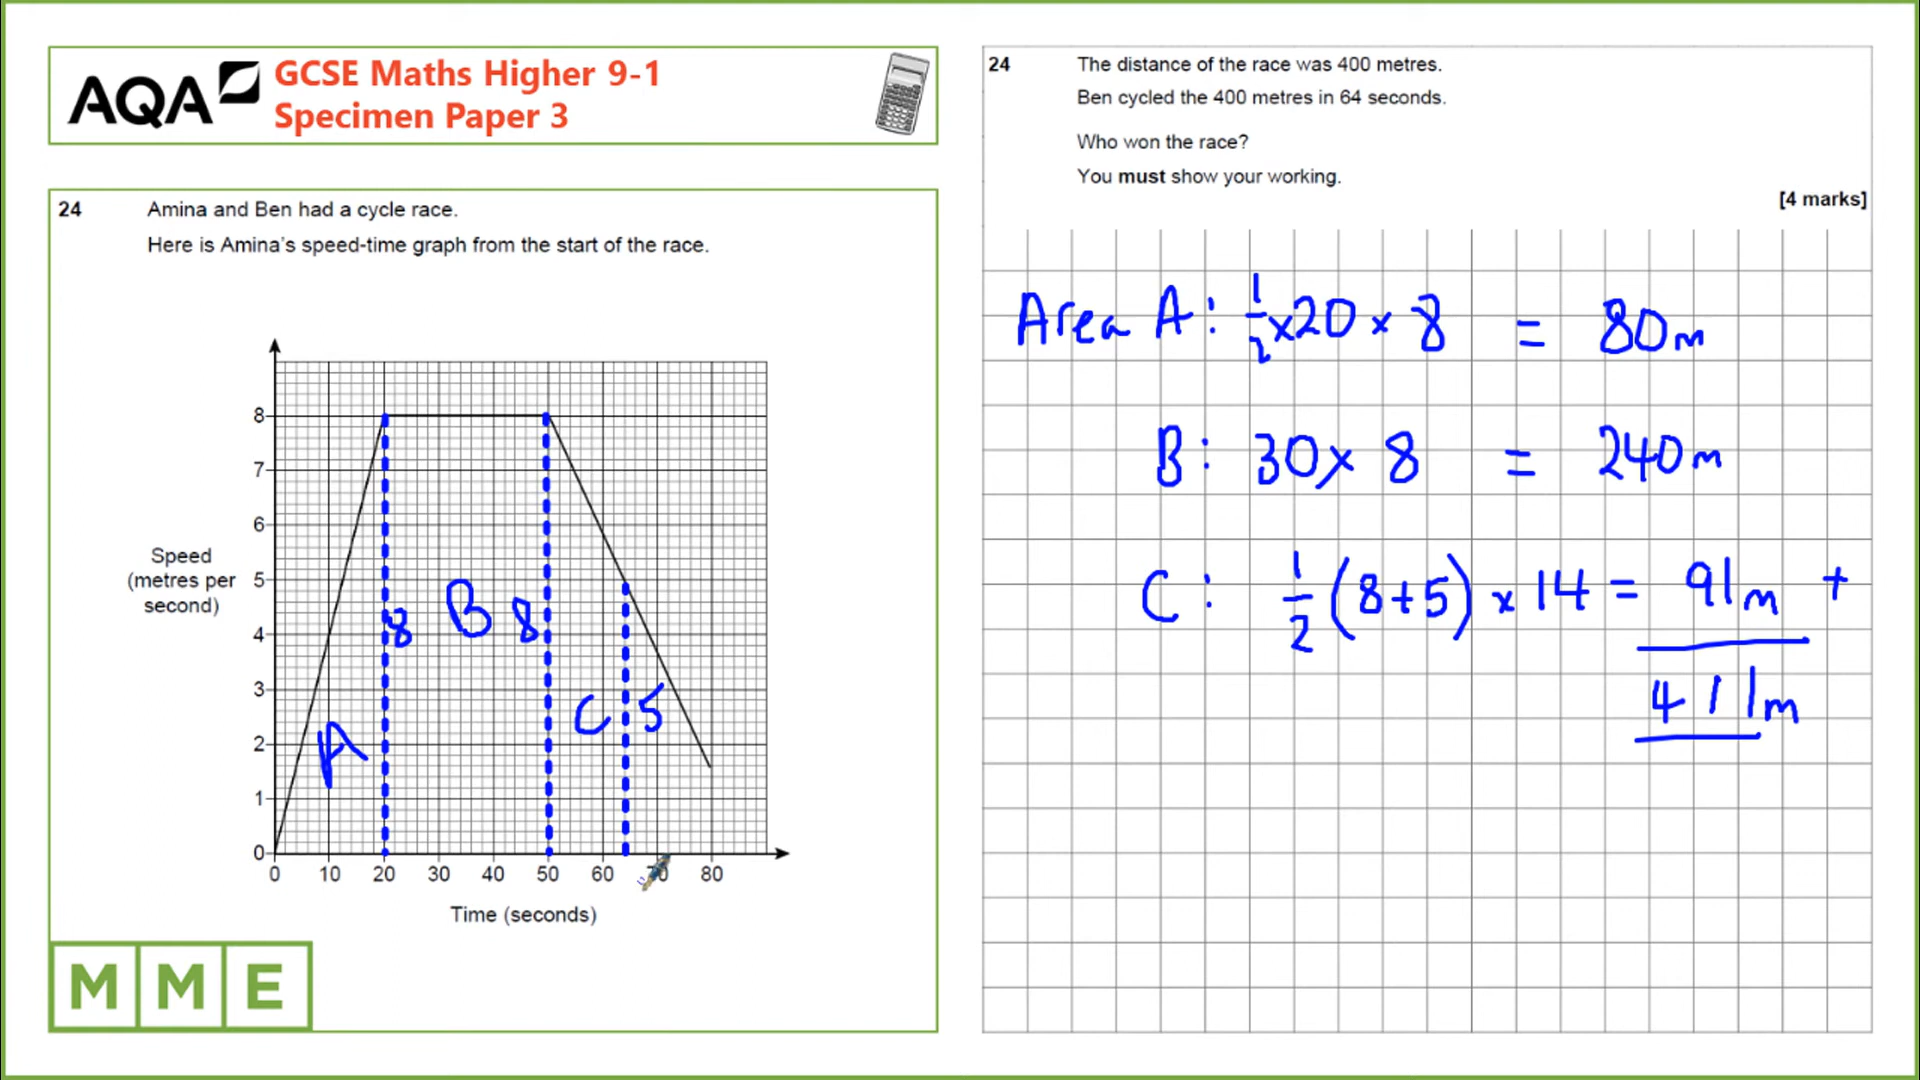 AQA
GCSE Maths Higher 9-1
Specimen Paper 3
24 Amina and Ben had a cycle race.
Here is Amina's speed-time graph from the start of the race.
8
7
6
5
4
3
2
1
0
Speed
(metres per
second)
0 10 20 30 40 50 60 70 80
Time (seconds)
A
8
B
8
C
5
MME
24 The distance of the race was 400 metres.
Ben cycled the 400 metres in 64 seconds.
Who won the race?
You must show your working.
[4 marks]
Area A: ½ × 20 × 8 = 80m
B: 30 × 8 = 240m
C: ½ (8+5) × 14 = 91m +
411m